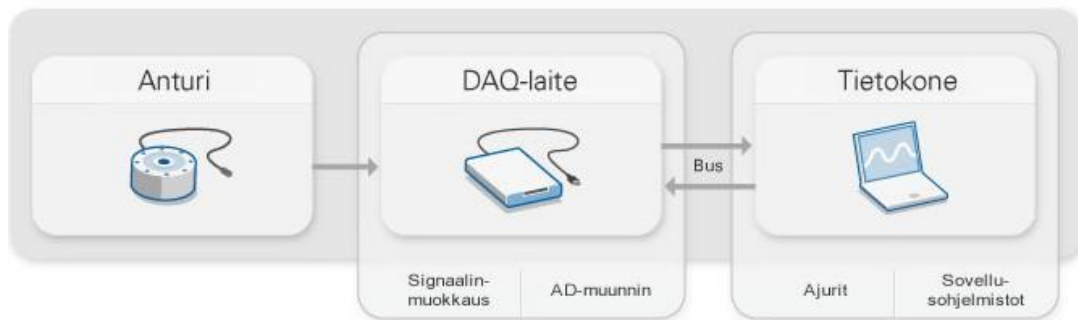 Anturi
DAQ-laite
Tietokone
Bus
Signaalin-
muokkaus
AD-muunnin
Ajurit
Sovellu-
sohjelmistot